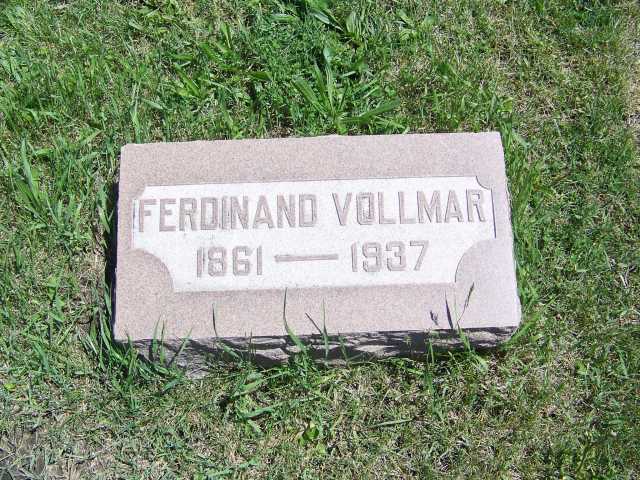 FERDINAND VOLLMAR
1861 — 1937